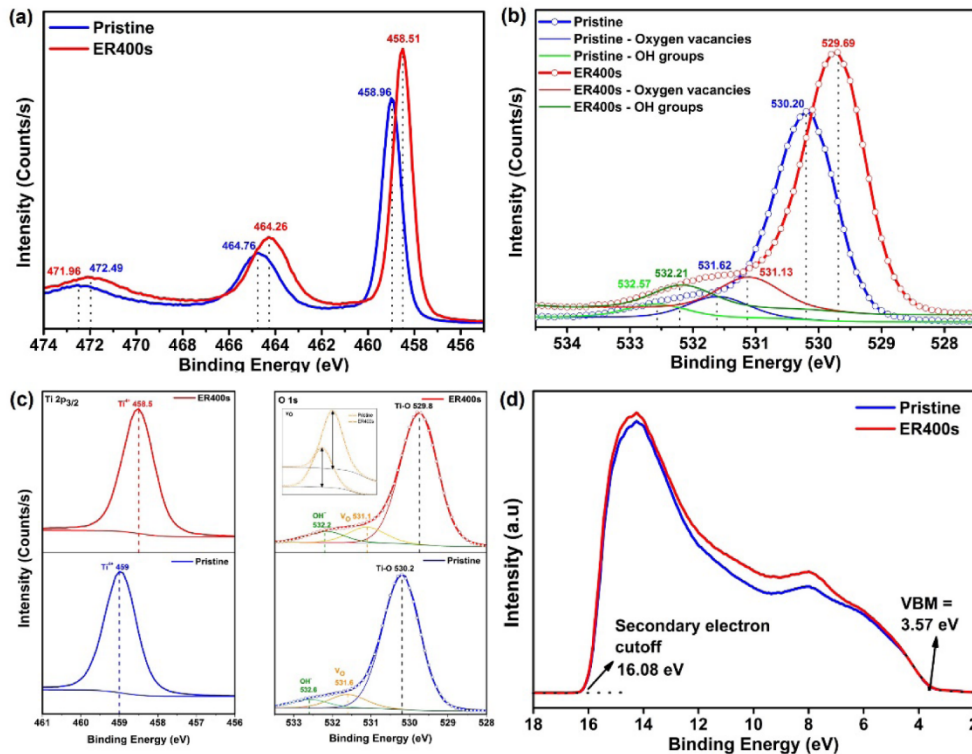 (a)
Pristine
ER400s
458.51
458.96
464.26
464.76
471.96
472.49
Intensity (Counts/s)
474 472 470 468 466 464 462 460 458 456
Binding Energy (eV)
(b)
Pristine
Pristine - Oxygen vacancies
Pristine - OH groups
ER400s
ER400s - Oxygen vacancies
ER400s - OH groups
529.69
530.20
532.57
532.21
531.62
531.13
Intensity (Counts/s)
534 533 532 531 530 529 528
Binding Energy (eV)
(c)
Ti 2p3/2
Ti4+ 458.5
ER400s
Ti4+ 459
Pristine
Intensity (Counts/s)
461 460 459 458 457 456
Binding Energy (eV)
O 1s
Ti-O 529.8
ER400s
Pristine
ER400s
OH-
532.2
VO 531.1
Ti-O 530.2
Pristine
OH-
532.6
VO
531.6
533 532 531 530 529 528
Binding Energy (eV)
(d)
Pristine
ER400s
Secondary electron
cutoff
16.08 eV
VBM =
3.57 eV
Intensity (a.u)
18 16 14 12 10 8 6 4 2
Binding Energy (eV)